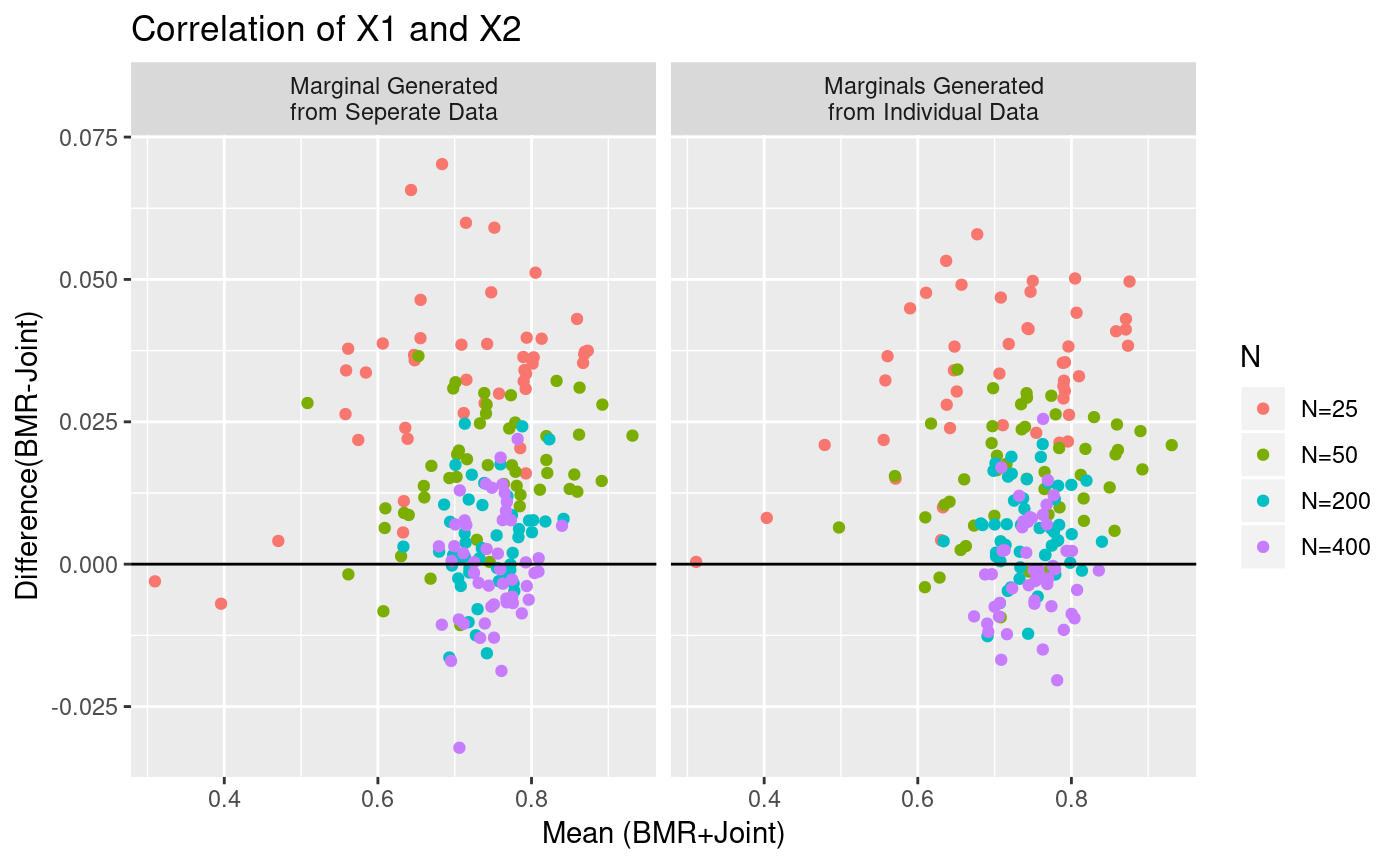 Correlation of X1 and X2
Marginal Generated
from Seperate Data
Marginals Generated
from Individual Data
0.075
0.050
0.025
0.000
-0.025
Difference(BMR-Joint)
0.4
0.6
0.8
0.4
0.6
0.8
Mean (BMR+Joint)
N
N=25
N=50
N=200
N=400